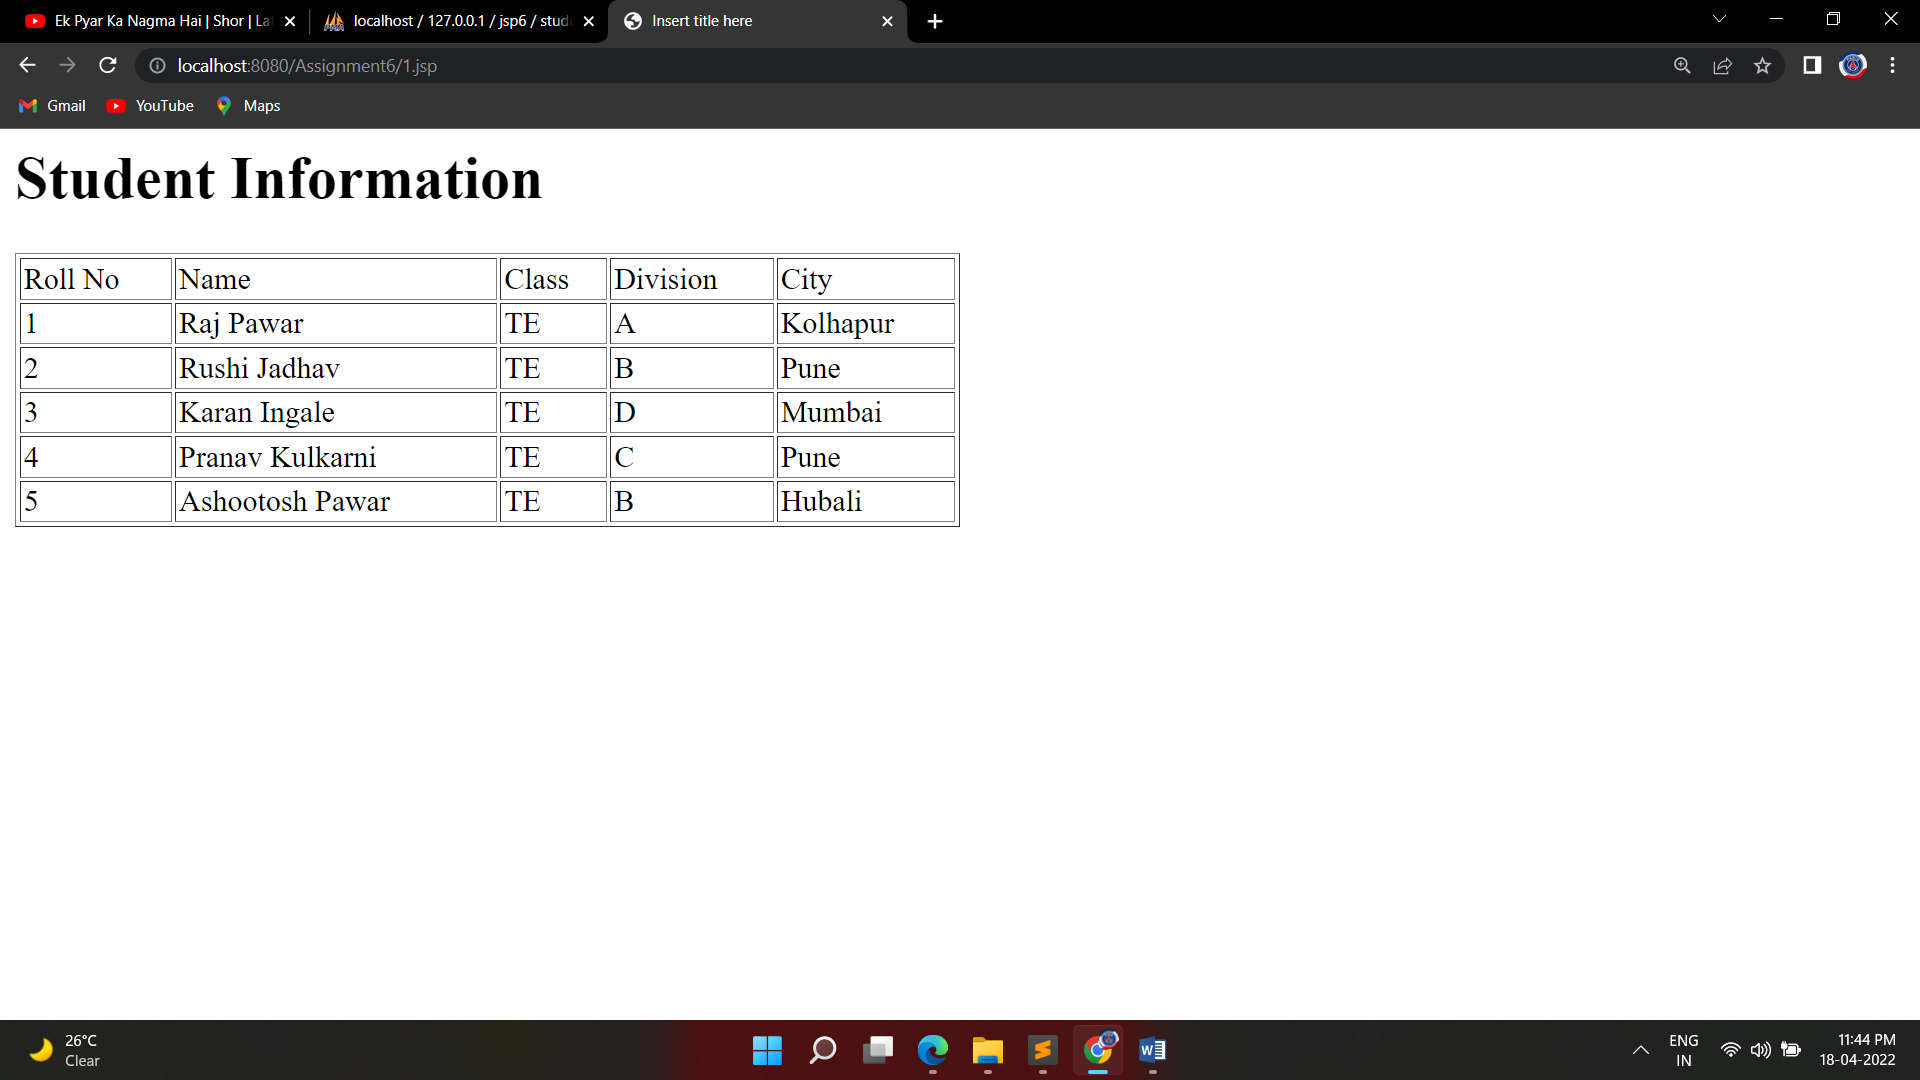 Ek Pyar Ka Nagma Hai | Shor | La
localhost / 127.0.0.1 / jsp6 / stud
Insert title here
localhost:8080/Assignment6/1.jsp
Gmail YouTube Maps
Student Information
Roll No Name Class Division City
1 Raj Pawar TE A Kolhapur
2 Rushi Jadhav TE B Pune
3 Karan Ingale TE D Mumbai
4 Pranav Kulkarni TE C Pune
5 Ashootosh Pawar TE B Hubali
26°C
Clear
ENG
IN
11:44 PM
18-04-2022